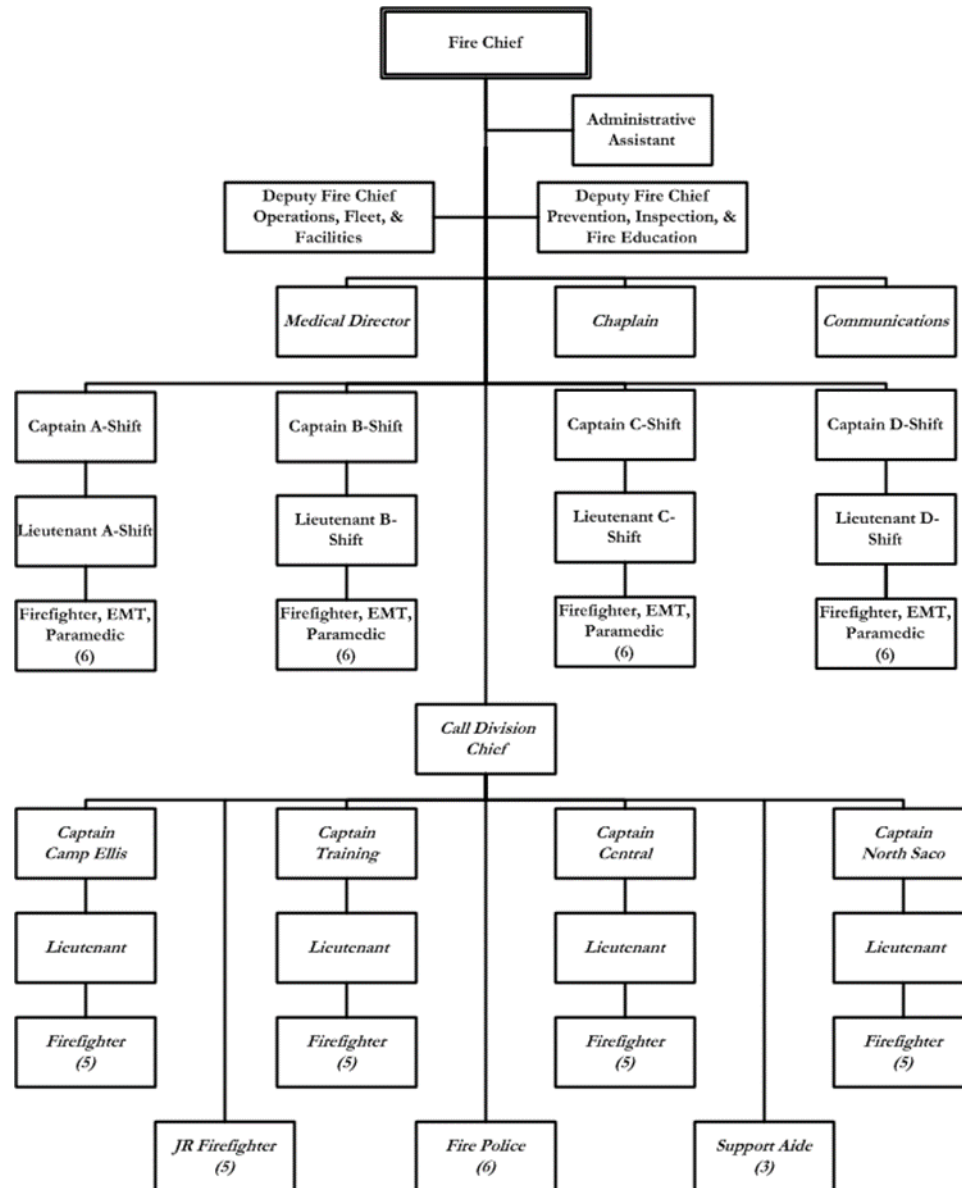 Fire Chief
Administrative
Assistant
Deputy Fire Chief
Operations, Fleet, &
Facilities
Deputy Fire Chief
Prevention, Inspection, &
Fire Education
Medical Director
Chaplain
Communications
Captain A-Shift
Captain B-Shift
Captain C-Shift
Captain D-Shift
Lieutenant A-Shift
Lieutenant B-
Shift
Lieutenant C-
Shift
Lieutenant D-
Shift
Firefighter, EMT,
Paramedic
(6)
Firefighter, EMT,
Paramedic
(6)
Firefighter, EMT,
Paramedic
(6)
Firefighter, EMT,
Paramedic
(6)
Call Division
Chief
Captain
Camp Ellis
Captain
Training
Captain
Central
Captain
North Saco
Lieutenant
Lieutenant
Lieutenant
Lieutenant
Firefighter
(5)
Firefighter
(5)
Firefighter
(5)
Firefighter
(5)
JR Firefighter
(5)
Fire Police
(6)
Support Aide
(3)